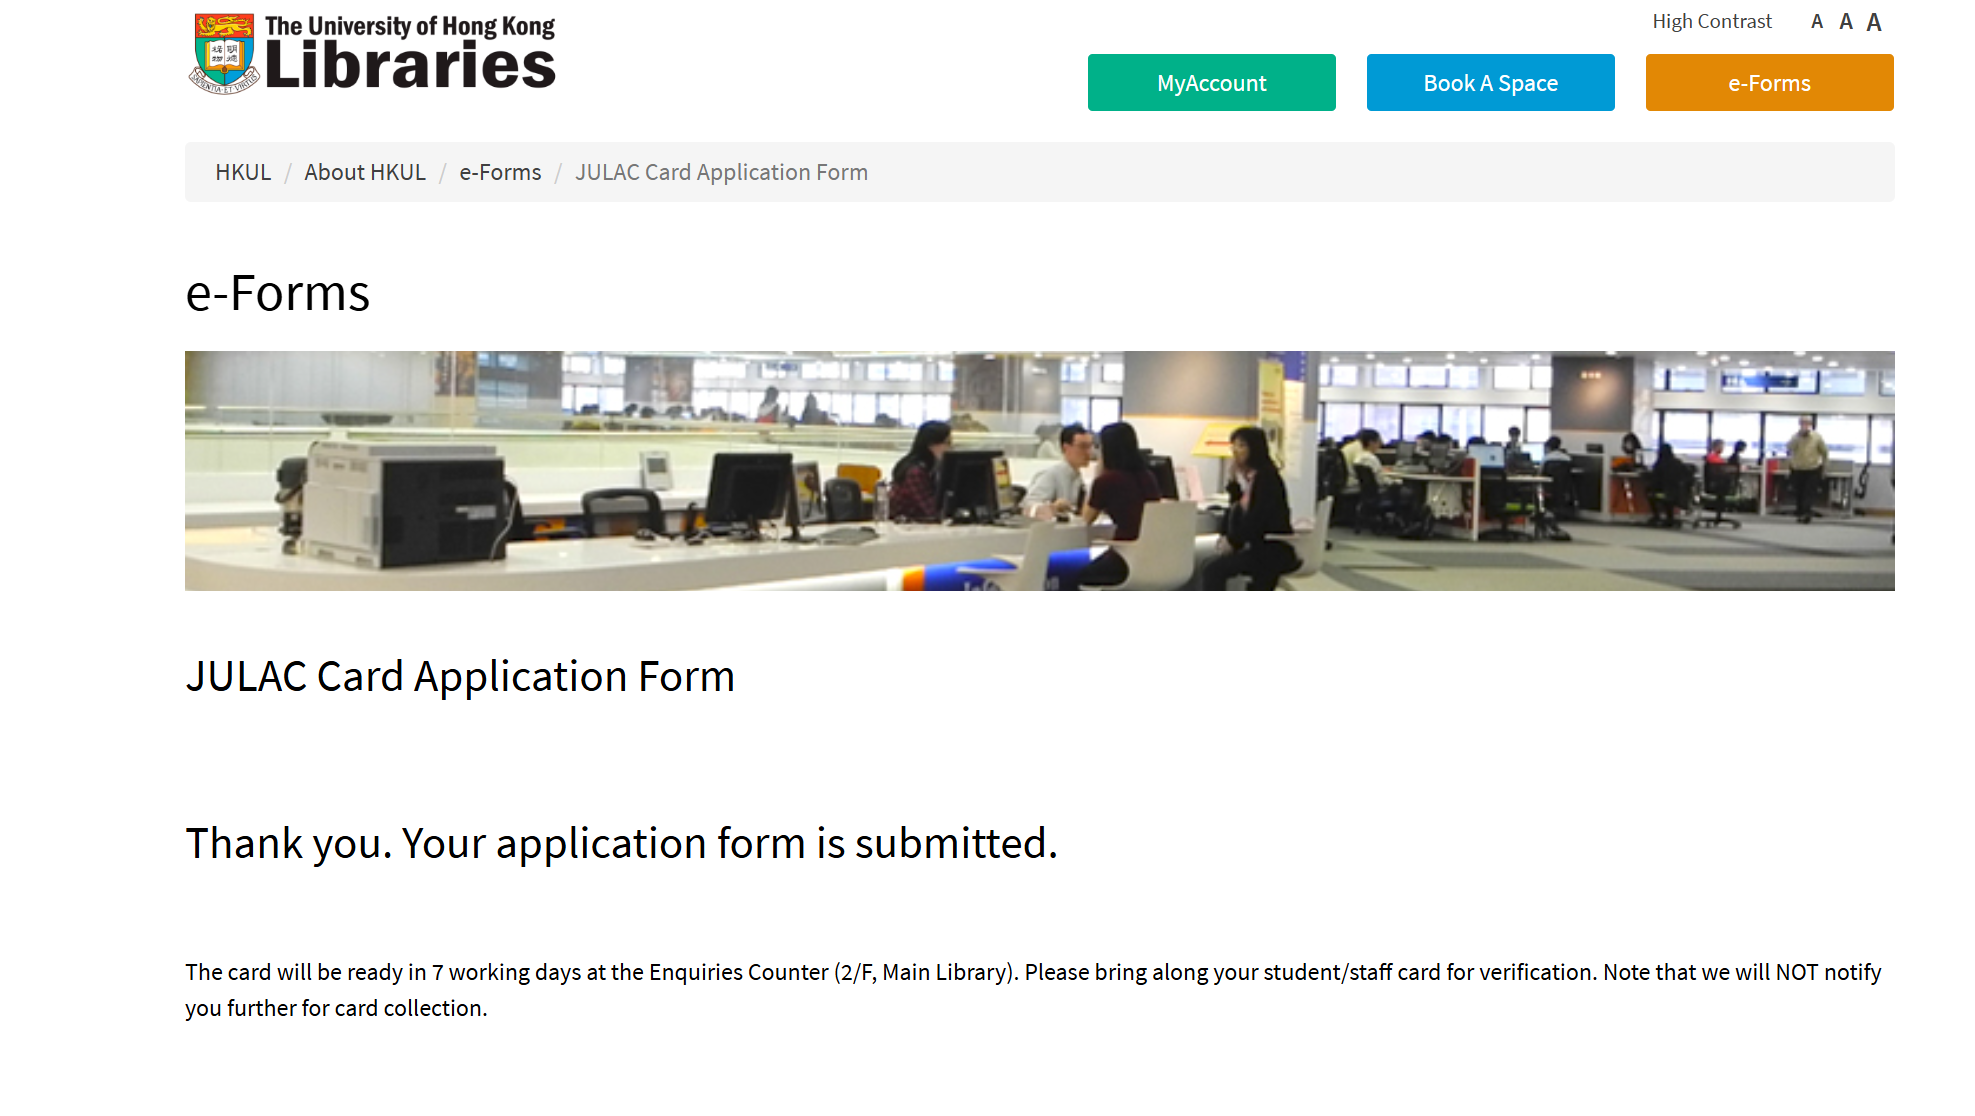 The University of Hong Kong
Libraries
SAPIENTIA·ET·VIRTUS
High Contrast A A A
MyAccount Book A Space e-Forms
HKUL / About HKUL / e-Forms / JULAC Card Application Form
e-Forms
JULAC Card Application Form
Thank you. Your application form is submitted.
The card will be ready in 7 working days at the Enquiries Counter (2/F, Main Library). Please bring along your student/staff card for verification. Note that we will NOT notify
you further for card collection.